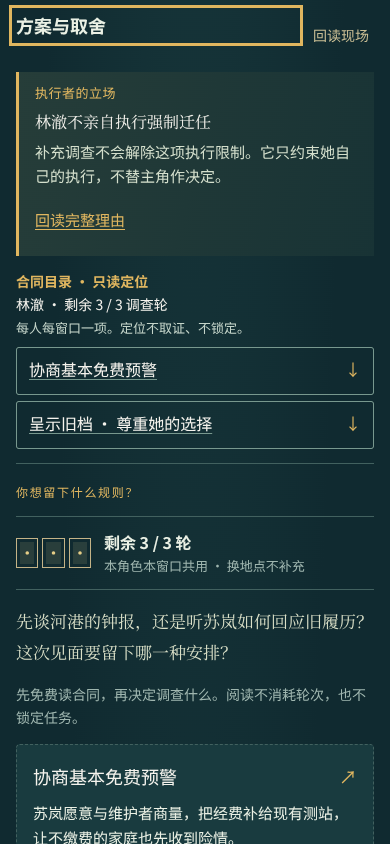 方案与取舍
回读现场
执行者的立场
林澈不亲自执行强制迁任
补充调查不会解除这项执行限制。它只约束她自
己的执行，不替主角作决定。
回读完整理由
合同目录 · 只读定位
林澈 · 剩余 3 / 3 调查轮
每人每窗口一项。定位不取证、不锁定。
协商基本免费预警 ↓
呈示旧档 · 尊重她的选择 ↓
你想留下什么规则？
剩余 3 / 3 轮
本角色本窗口共用 · 换地点不补充
先谈河港的钟报，还是听苏岚如何回应旧履历？
这次见面要留下哪一种安排？
先免费读合同，再决定调查什么。阅读不消耗轮次，也不
锁定任务。
协商基本免费预警 ↗
苏岚愿意与维护者商量，把经费补给现有测站，
让不缴费的家庭也先收到险情。